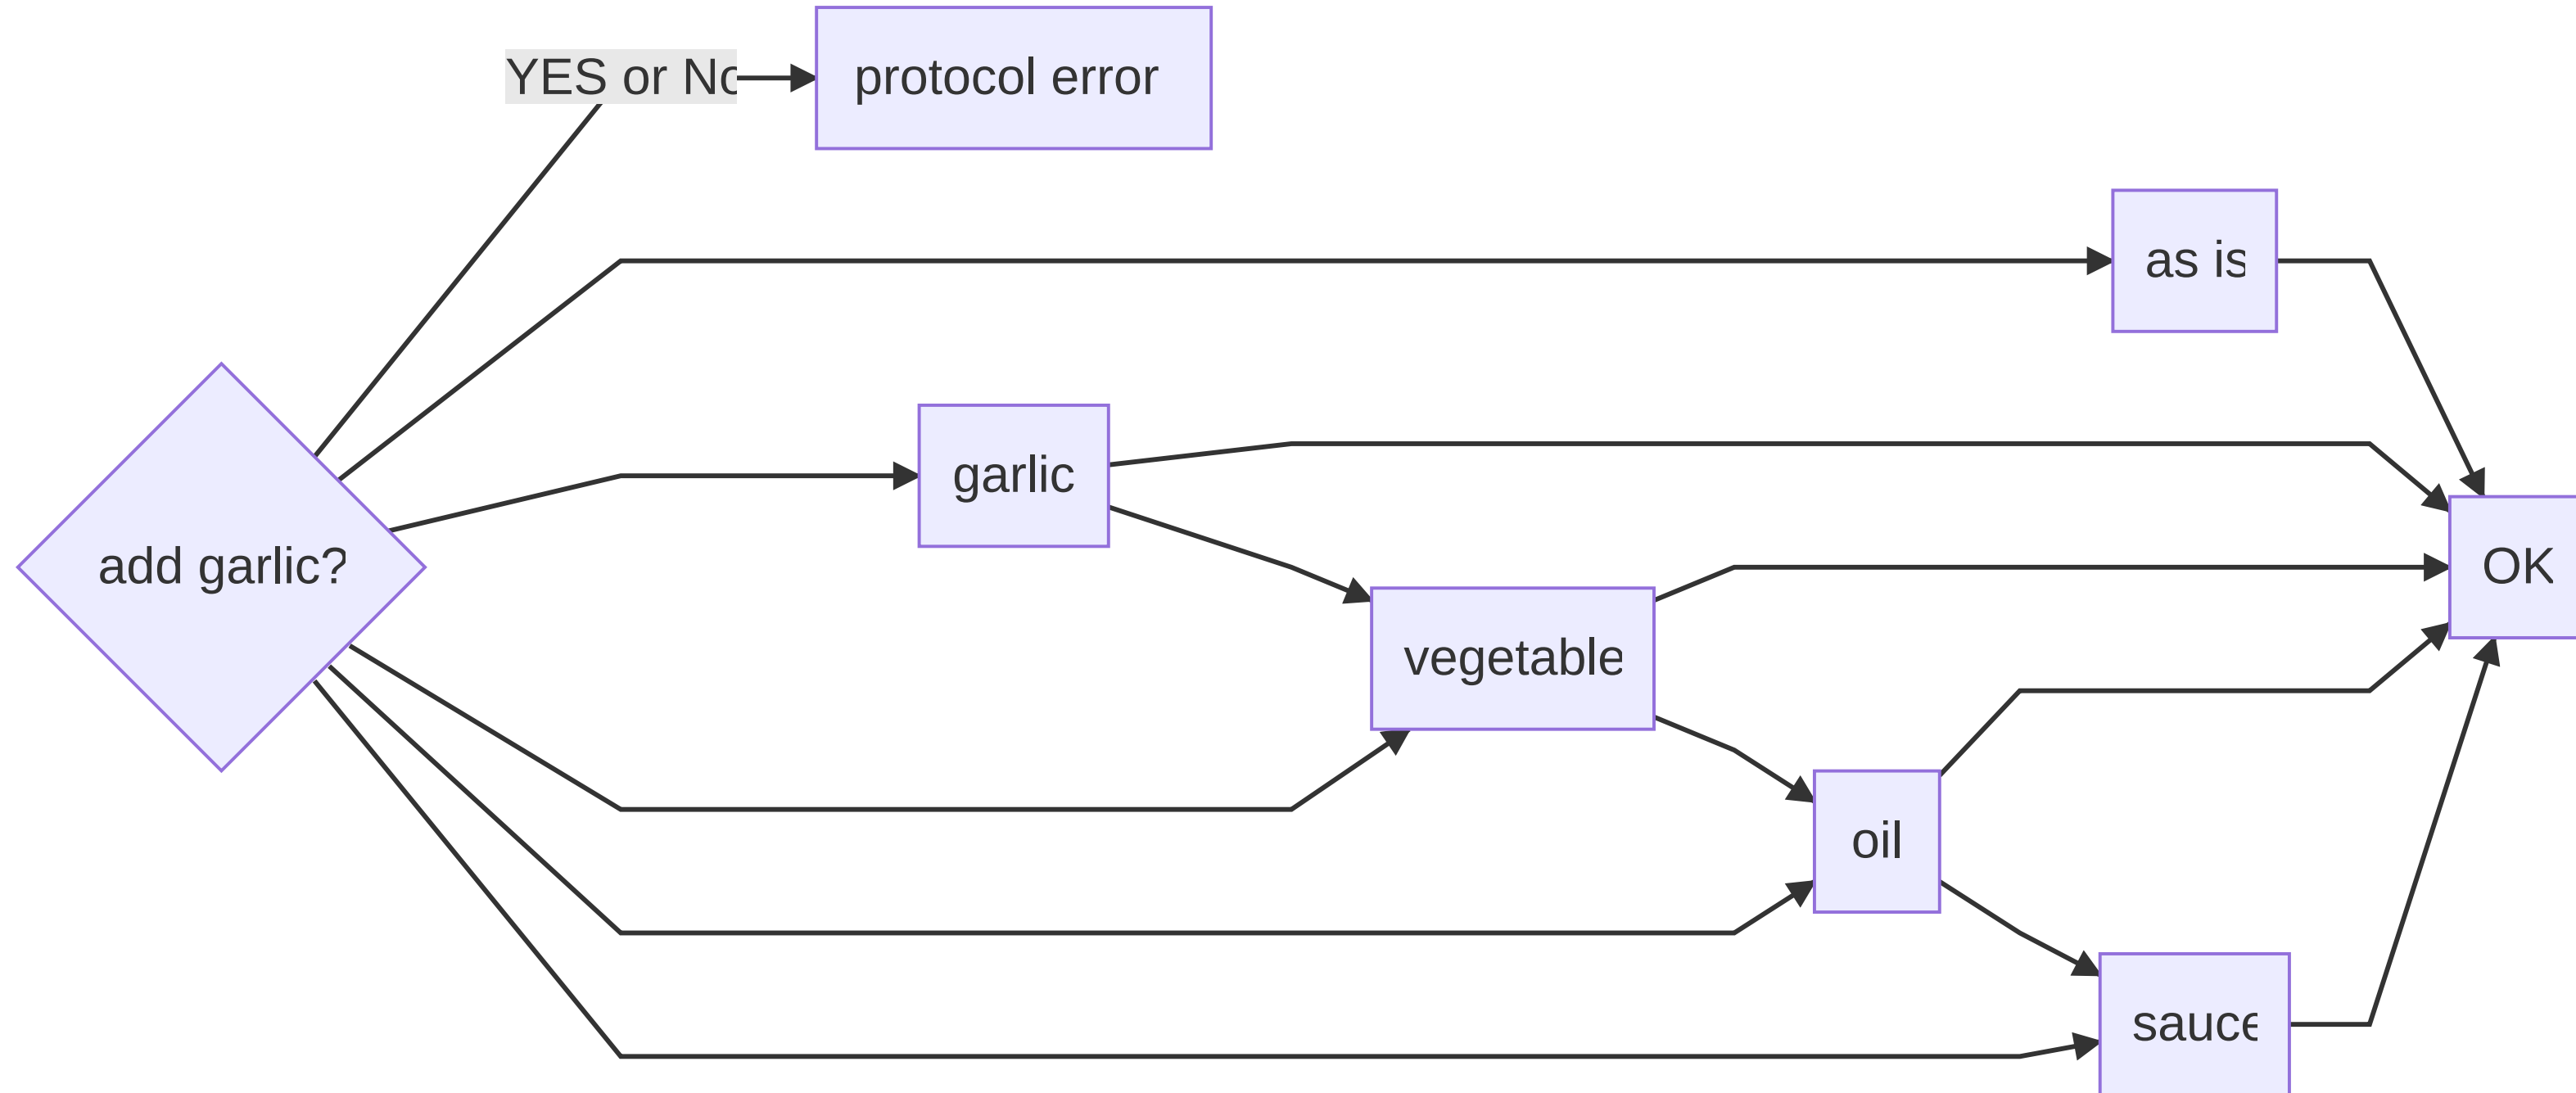 YES or No
protocol error
as is
garlic
add garlic?
OK
vegetable
oil
sauce